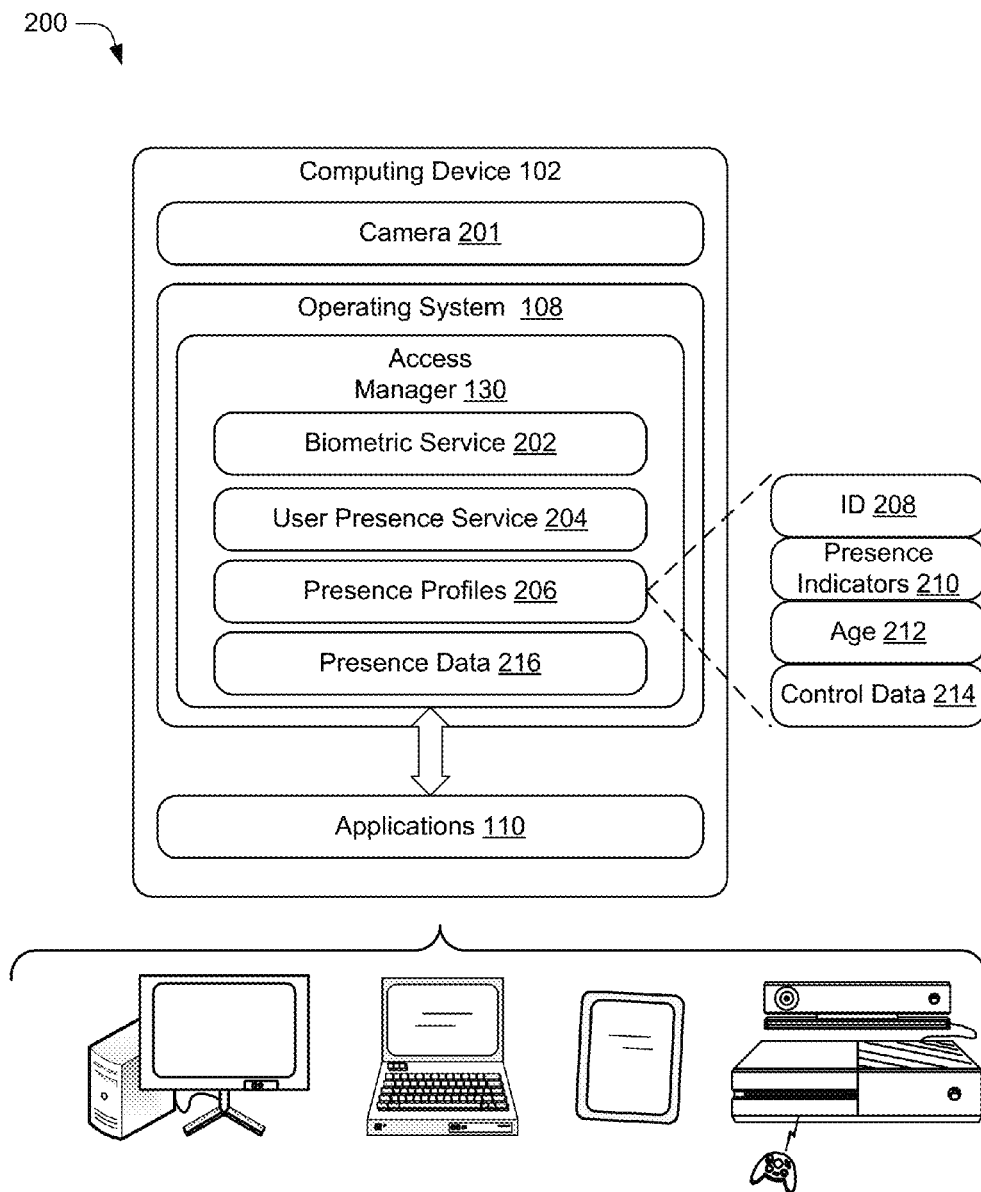 200
Computing Device 102
Camera 201
Operating System 108
Access
Manager 130
Biometric Service 202
User Presence Service 204
Presence Profiles 206
Presence Data 216
ID 208
Presence
Indicators 210
Age 212
Control Data 214
Applications 110